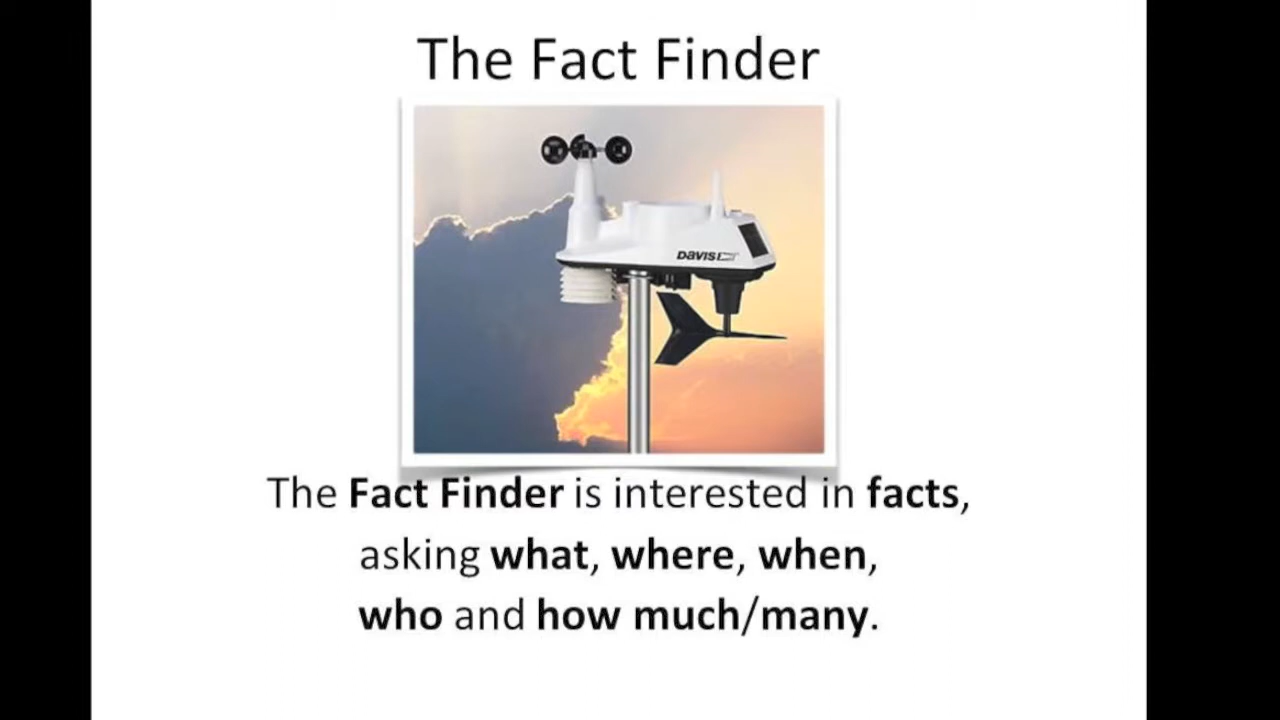 The Fact Finder
DAVIS
The Fact Finder is interested in facts,
asking what, where, when,
who and how much/many.